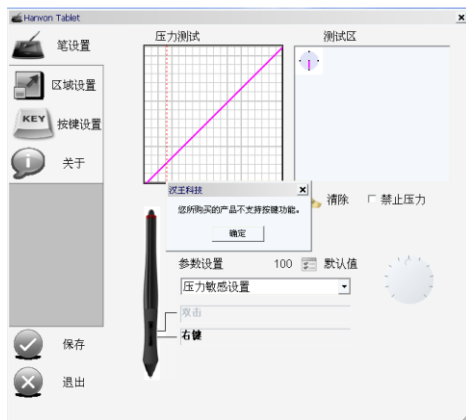 Hanvon Tablet
笔设置
压力测试
测试区
区域设置
KEY
按键设置
关于
汉王科技
您所购买的产品不支持按键功能。
确定
清除
禁止压力
参数设置
100
默认值
压力敏感设置
双击
右键
保存
退出